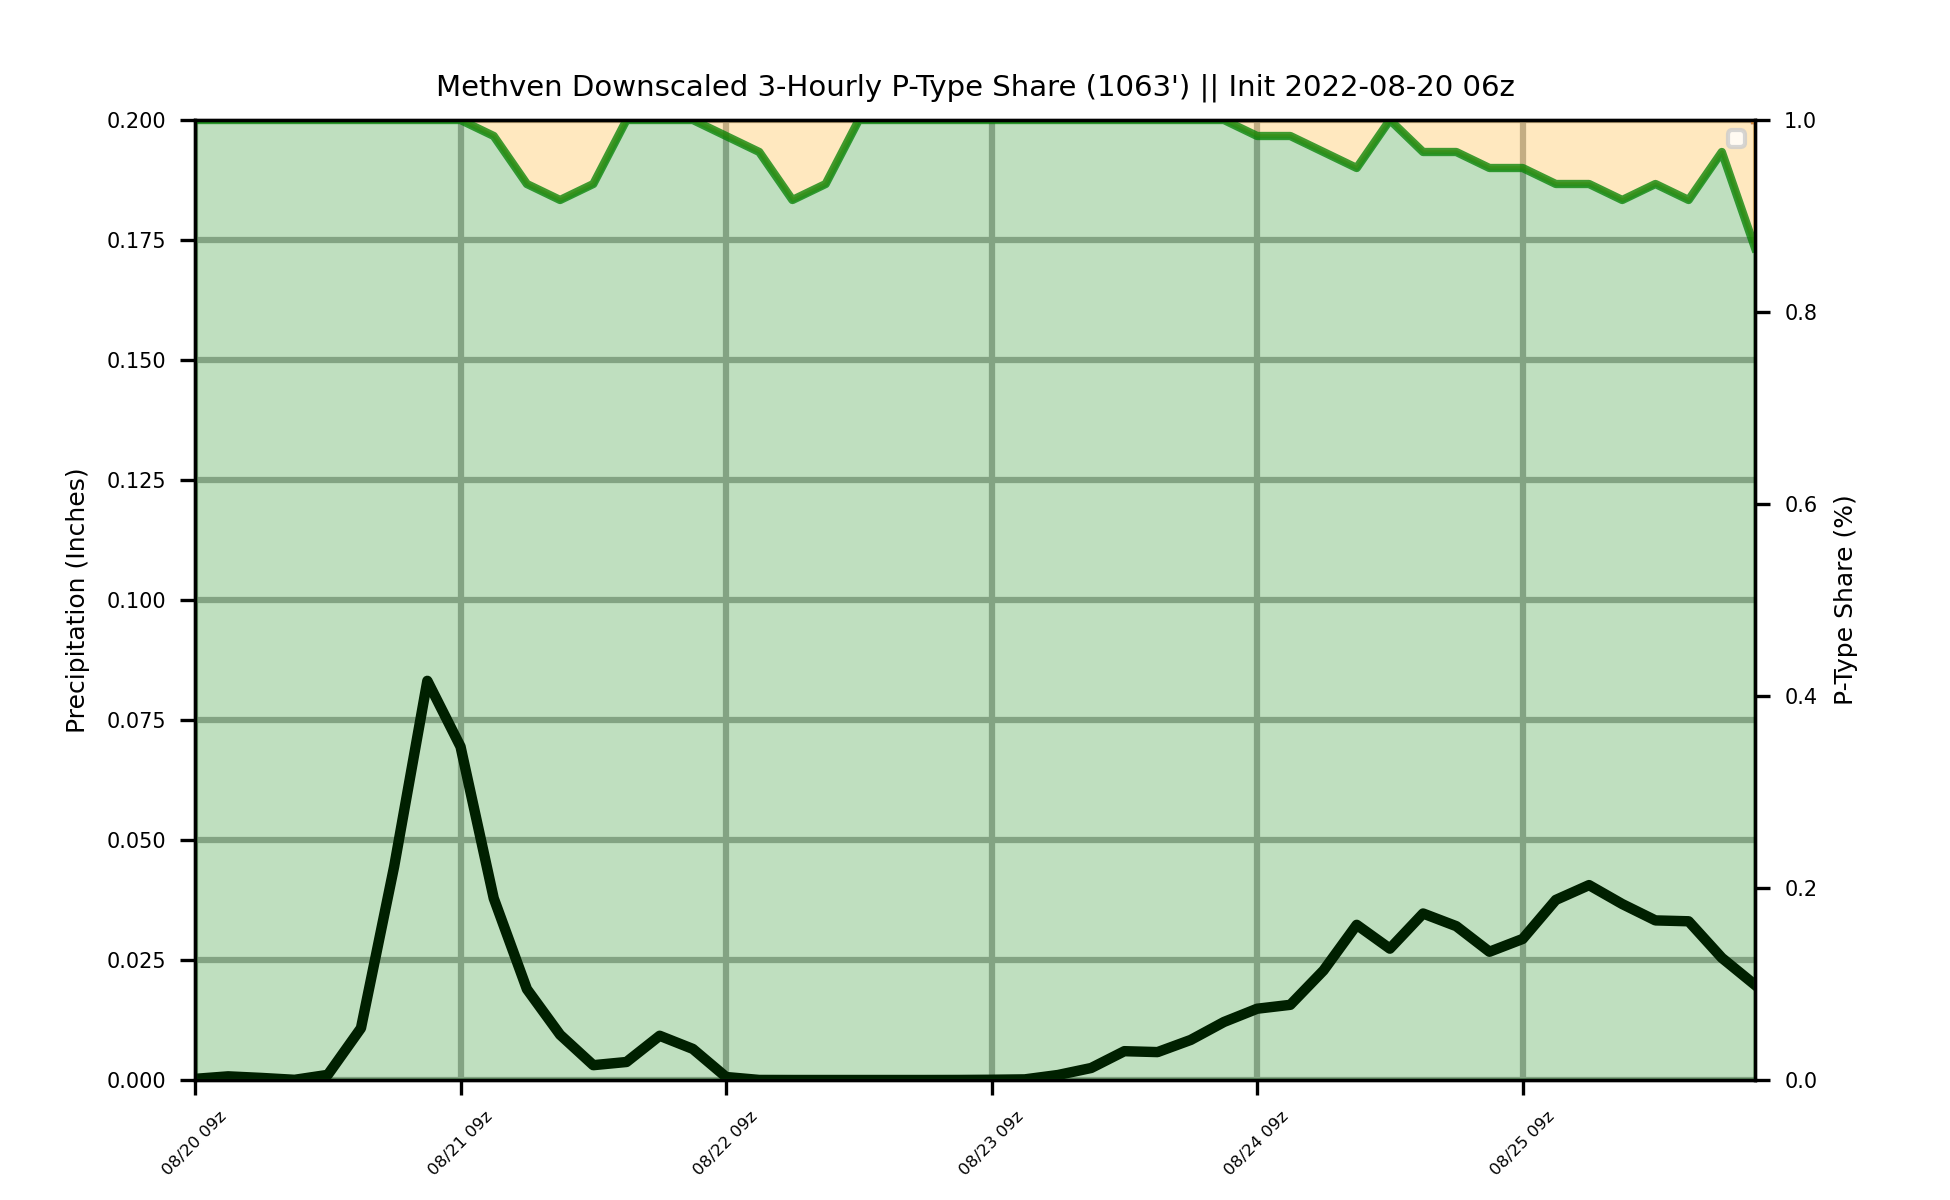 Methven Downscaled 3-Hourly P-Type Share (1063') || Init 2022-08-20 06z
0.200
0.175
0.150
0.125
0.100
0.075
0.050
0.025
0.000
Precipitation (Inches)
1.0
0.8
0.6
0.4
0.2
0.0
P-Type Share (%)
08/20 09z
08/21 09z
08/22 09z
08/23 09z
08/24 09z
08/25 09z